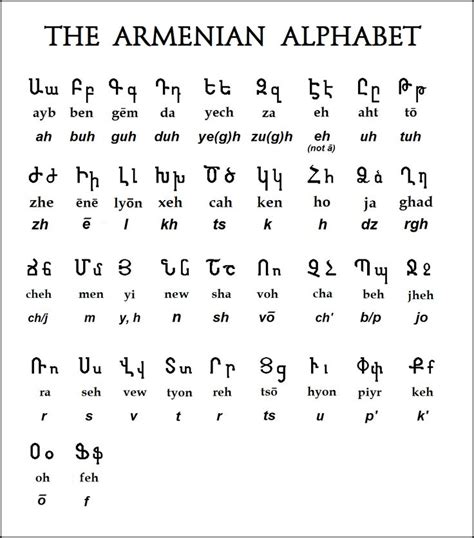 THE ARMENIAN ALPHABET
Աա Բբ Գգ Դդ Եե Զզ Էէ Ըը Թթ
ayb ben gēm da yech za eh aht tō
ah buh guh duh ye(g)h zu(g)h eh uh tuh
(not ā)
Ժժ Իի Լլ Խխ Ծծ Կկ Հհ Ձձ Ղղ
zhe ēnē lyōn xeh cah ken ho ja ghad
zh ē l kh ts k h dz rgh
Ճճ Մմ Յյ Նն Շշ Ոո Չչ Պպ Ջջ
cheh men yi new sha voh cha beh jheh
ch/j m y, h n sh vō ch' b/p jo
Ռռ Սս Վվ Տտ Րր Ցց Ււ Փփ Քք
ra seh vew tyon reh tsō hyon piyr keh
r s v t r ts u p' k'
Օօ Ֆֆ
oh feh
ō f